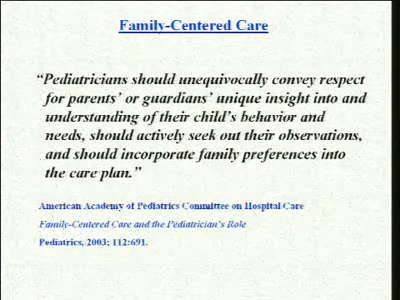 Family-Centered Care
“Pediatricians should unequivocally convey respect
for parents’ or guardians’ unique insight into and
understanding of their child’s behavior and
needs, should actively seek out their observations,
and should incorporate family preferences into
the care plan.”
American Academy of Pediatrics Committee on Hospital Care
Family-Centered Care and the Pediatrician’s Role
Pediatrics, 2003; 112:691.